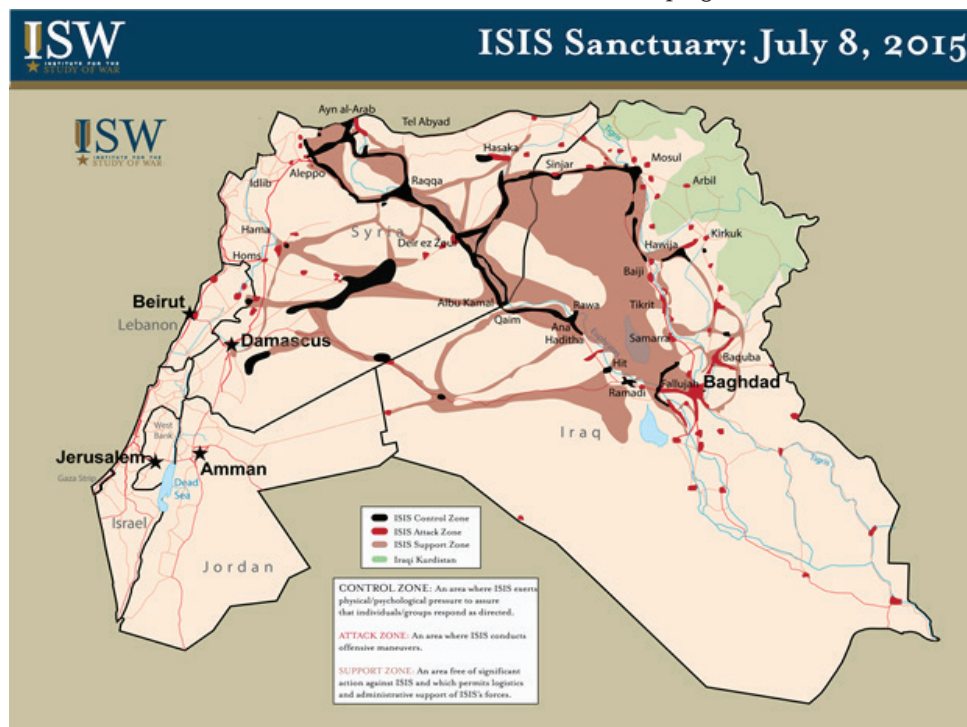 ISW
INSTITUTE FOR THE
STUDY OF WAR
ISIS Sanctuary: July 8, 2015
ISW
INSTITUTE FOR THE
STUDY OF WAR
Ayn al-Arab
Tel Abyad
Hasaka
Tigris
Sinjar
Mosul
Aleppo
Raqqa
Arbil
Idlib
Hama
Syria
Deir ez Zour
Kirkuk
Hawija
Homs
Baiji
Beirut
Albu Kamal
Rawa
Tikrit
Lebanon
Qaim
Ana
Haditha
Euphrates
Samarra
Damascus
Hit
Baquba
Fallujah
Baghdad
Ramadi
West
Bank
Iraq
Jerusalem
Amman
Tigris
Gaza Strip
Dead
Sea
Israel
Jordan
ISIS Control Zone
ISIS Attack Zone
ISIS Support Zone
Iraqi Kurdistan
CONTROL ZONE: An area where ISIS exerts
physical/psychological pressure to assure
that individuals/groups respond as directed.
ATTACK ZONE: An area where ISIS conducts
offensive maneuvers.
SUPPORT ZONE: An area free of significant
action against ISIS and which permits logistics
and administrative support of ISIS's forces.